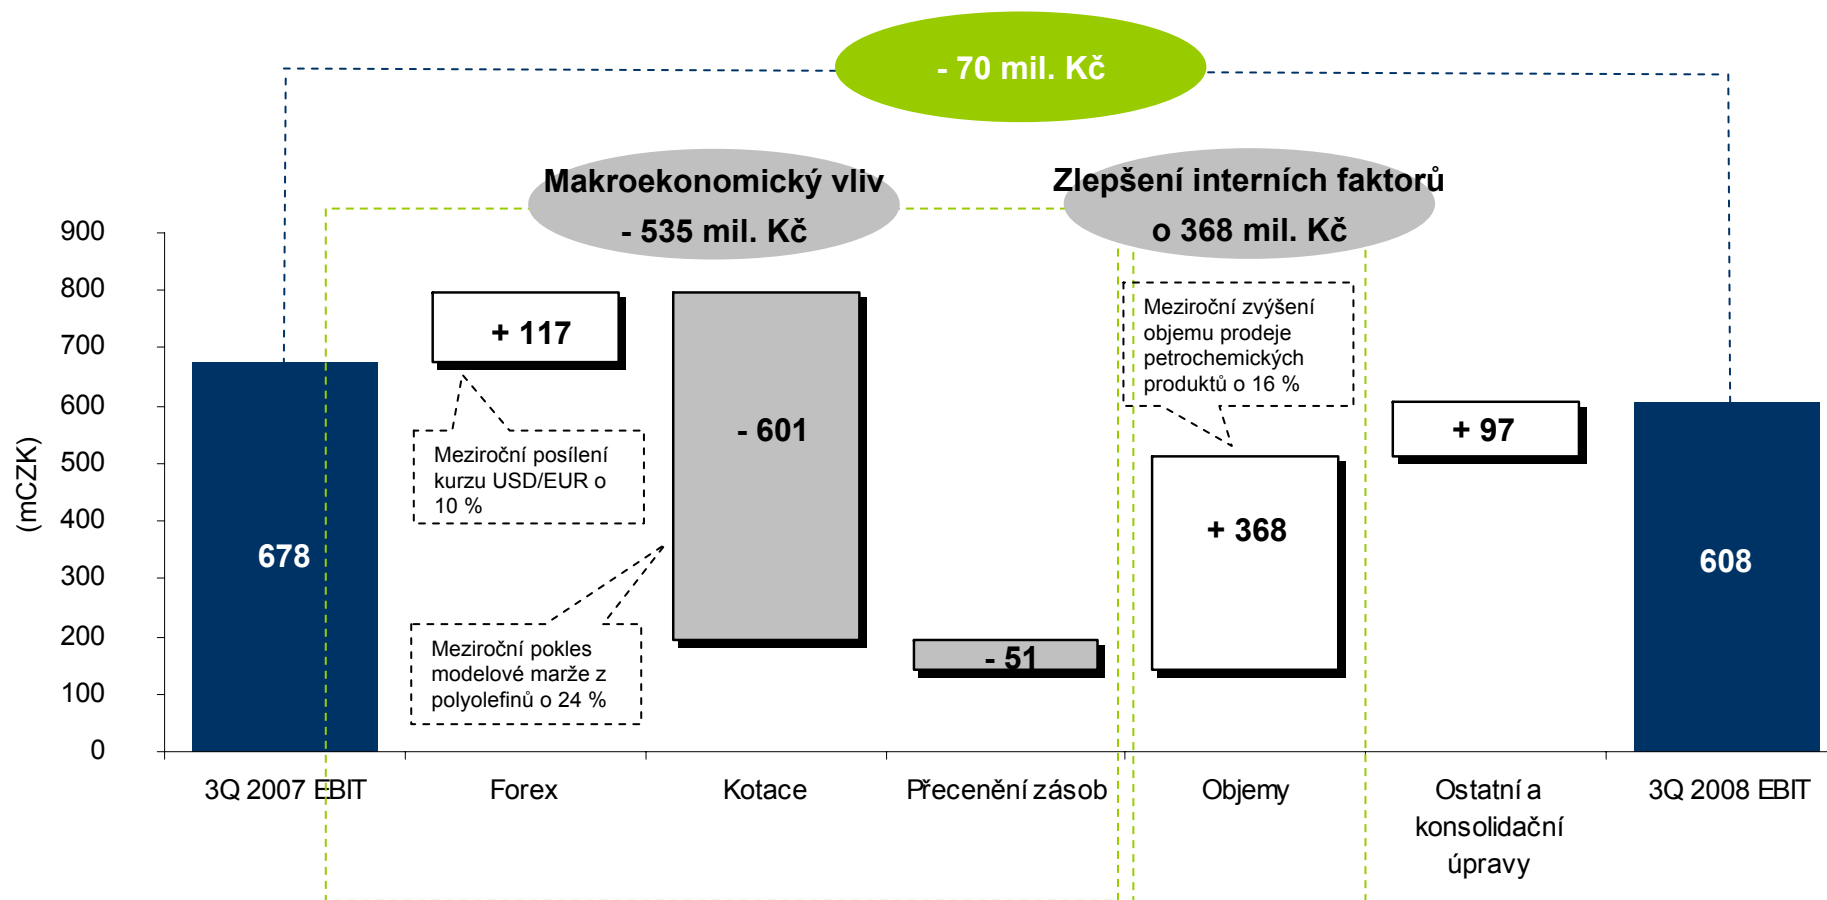 - 70 mil. Kč
Makroekonomický vliv
- 535 mil. Kč
Zlepšení interních faktorů
o 368 mil. Kč
(mCZK)
900
800
700
600
500
400
300
200
100
0
678
+ 117
Meziroční posílení
kurzu USD/EUR o
10 %
- 601
Meziroční pokles
modelové marže z
polyolefinů o 24 %
- 51
Meziroční zvýšení
objemu prodeje
petrochemických
produktů o 16 %
+ 368
+ 97
608
3Q 2007 EBIT
Forex
Kotace
Přecenění zásob
Objemy
Ostatní a
konsolidační
úpravy
3Q 2008 EBIT